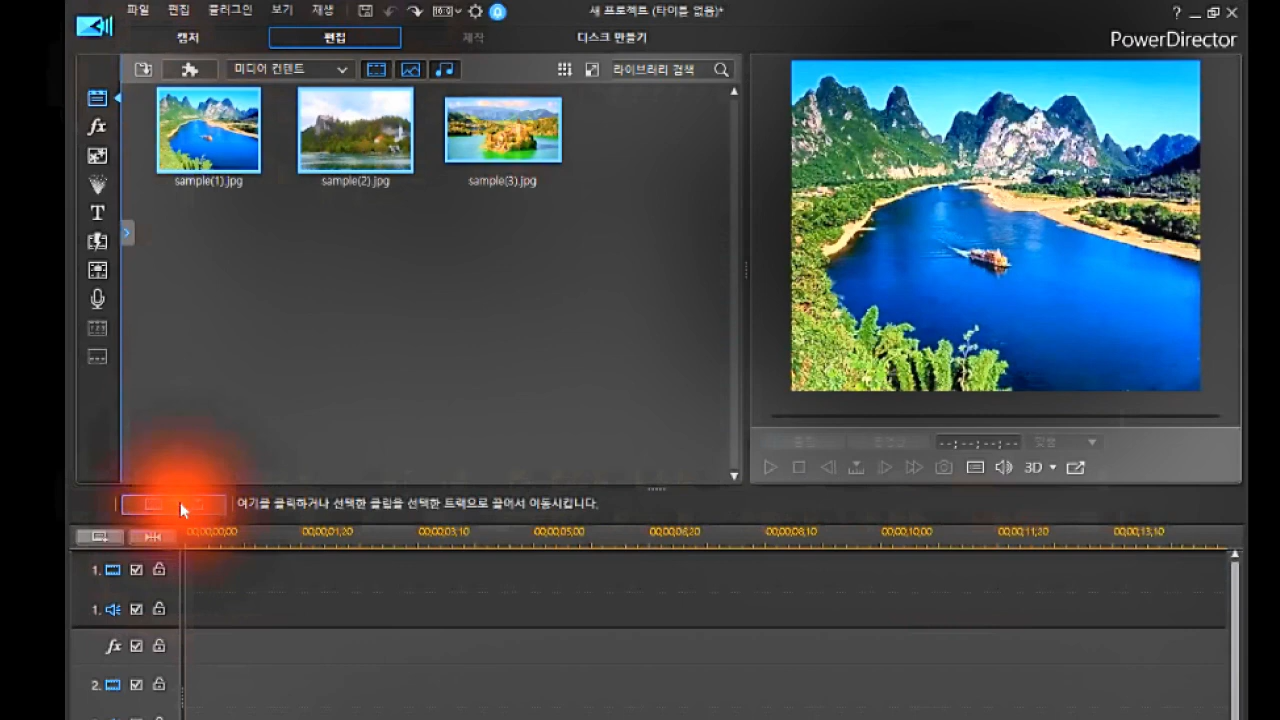 파일 편집 플러그인 보기 재생 16:9 새 프로젝트 (타이틀 없음)* ?
캡처 편집 제작 디스크 만들기 PowerDirector
미디어 컨텐트 라이브러리 검색
fx
T
sample(1).jpg sample(2).jpg sample(3).jpg
--;--;--;--
맞춤
3D
여기를 클릭하거나 선택한 클립을 선택한 트랙으로 끌어서 이동시킵니다.
00;00;00;00 00;00;01;20 00;00;03;10 00;00;05;00 00;00;06;20 00;00;08;10 00;00;10;00 00;00;11;20 00;00;13;10
1.
1.
fx
2.